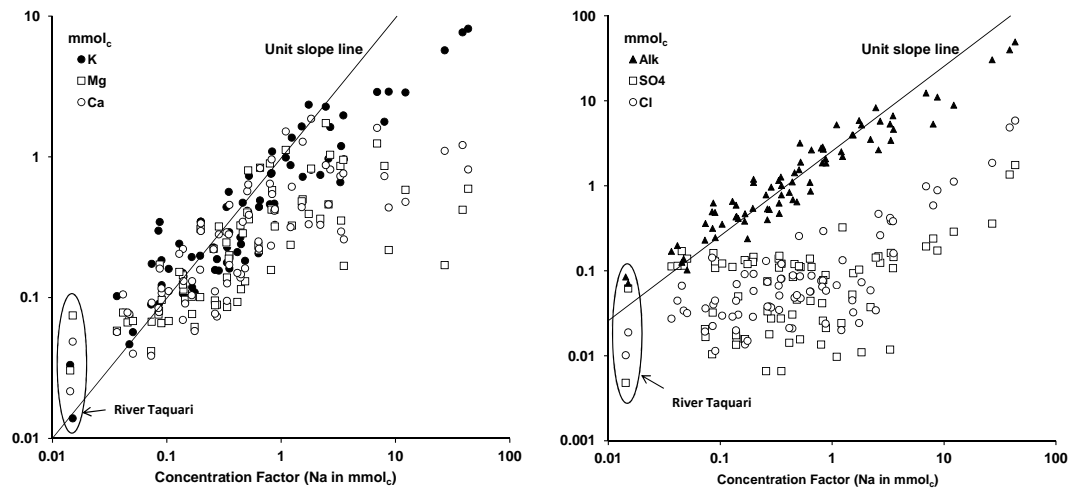 10
1
0.1
0.01
mmolc
K
Mg
Ca
Unit slope line
River Taquari
0.01 0.1 1 10 100
Concentration Factor (Na in mmolc)
100
10
1
0.1
0.01
0.001
mmolc
Alk
SO4
Cl
Unit slope line
River Taquari
0.01 0.1 1 10 100
Concentration Factor (Na in mmolc)